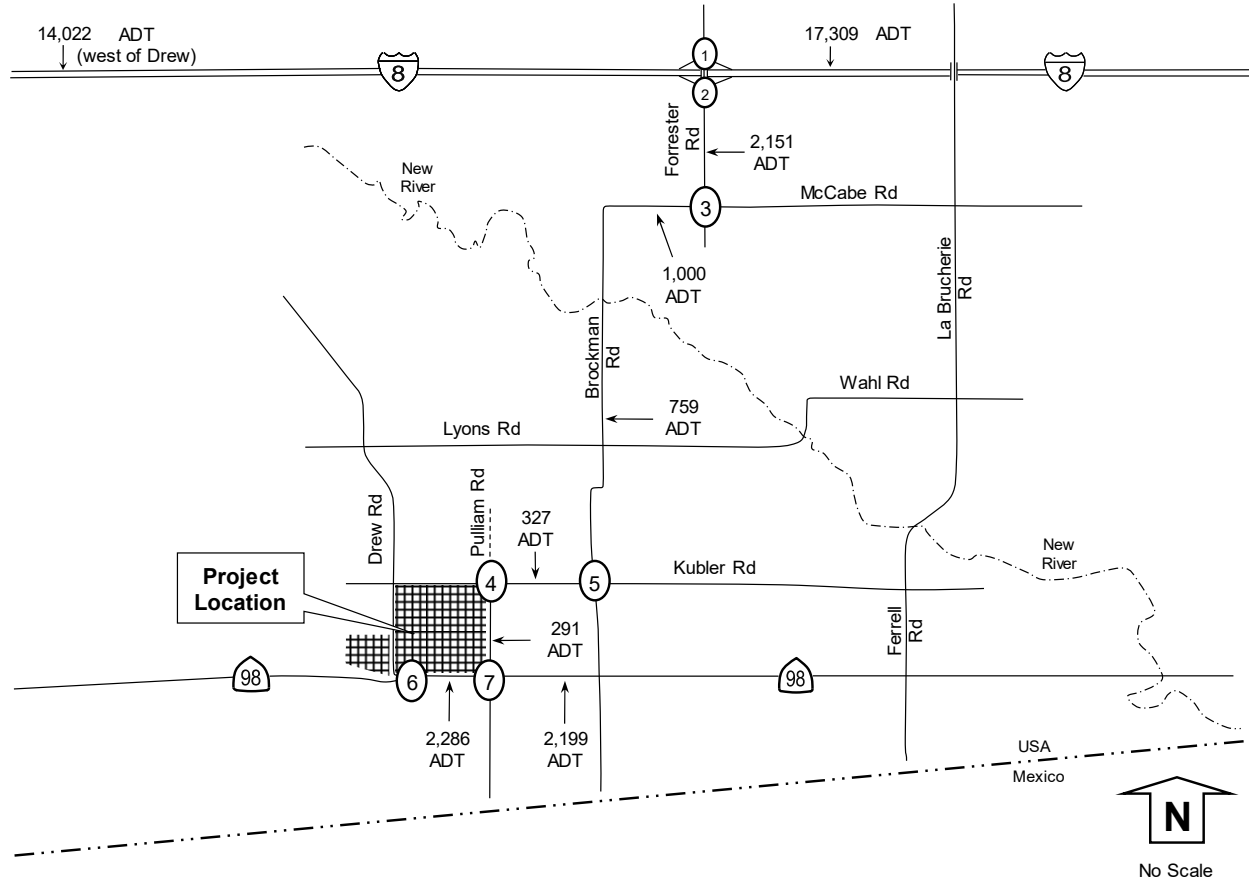 14,022 ADT
(west of Drew)
17,309 ADT
8
8
1
2
Forrester
Rd
2,151
ADT
New
River
McCabe Rd
3
1,000
ADT
La Brucherie
Rd
Brockman
Rd
Wahl Rd
759
ADT
Lyons Rd
Drew Rd
Pulliam Rd
327
ADT
New
River
Project
Location
4
5
Kubler Rd
291
ADT
Ferrell
Rd
98
6
7
98
2,286
ADT
2,199
ADT
USA
Mexico
N
No Scale